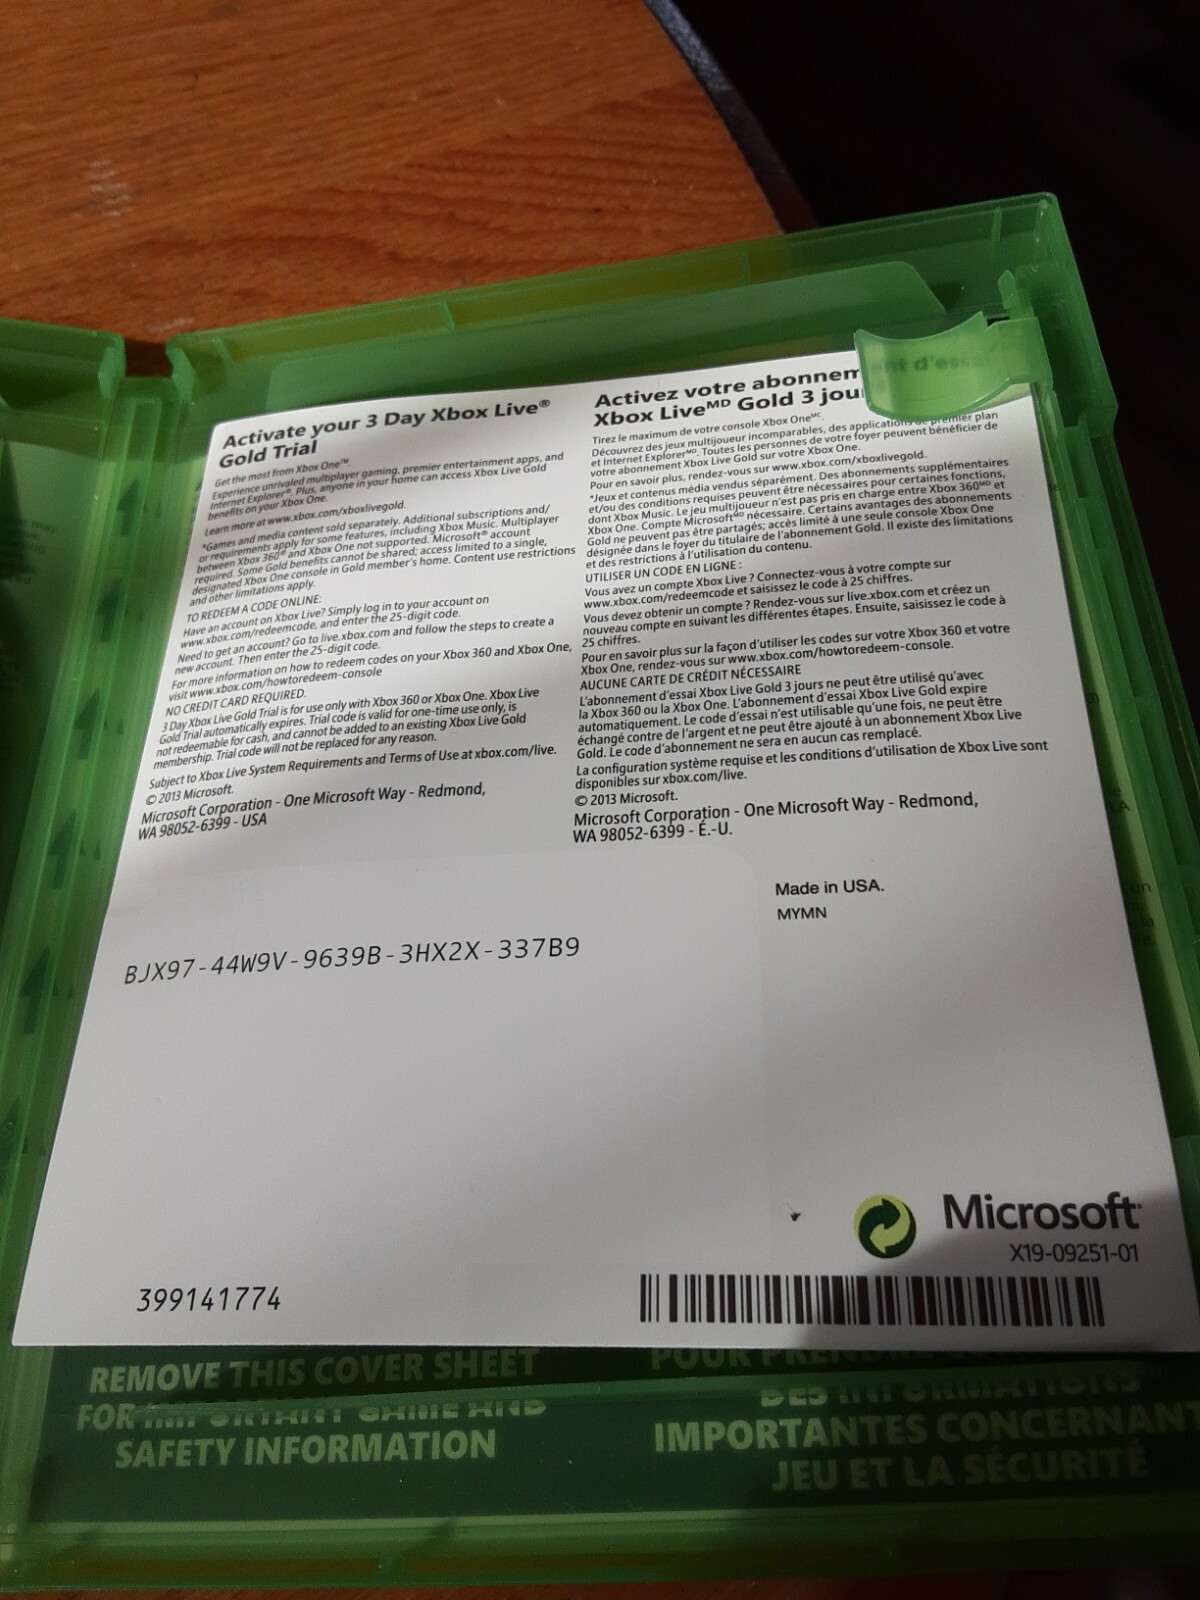 Activate your 3 Day Xbox Live®
Gold Trial
Get the most from Xbox One™.
Experience unrivaled multiplayer gaming, premier entertainment apps, and
Internet Explorer®. Plus, anyone in your home can access Xbox Live Gold
benefits on your Xbox One.
Learn more at www.xbox.com/xboxlivegold.
*Games and media content sold separately. Additional subscriptions and/
or requirements apply for some features, including Xbox Music. Multiplayer
between Xbox 360® and Xbox One not supported. Microsoft® account
required. Some Gold benefits cannot be shared; access limited to a single,
designated Xbox One console in Gold member's home. Content use restrictions
and other limitations apply.
TO REDEEM A CODE ONLINE:
Have an account on Xbox Live? Simply log in to your account on
www.xbox.com/redeemcode, and enter the 25-digit code.
Need to get an account? Go to live.xbox.com and follow the steps to create a
new account. Then enter the 25-digit code.
For more information on how to redeem codes on your Xbox 360 and Xbox One,
visit www.xbox.com/howtoredeem-console
NO CREDIT CARD REQUIRED.
3 Day Xbox Live Gold Trial is for use only with Xbox 360 or Xbox One. Xbox Live
Gold Trial automatically expires. Trial code is valid for one-time use only, is
not redeemable for cash, and cannot be added to an existing Xbox Live Gold
membership. Trial code will not be replaced for any reason.
Subject to Xbox Live System Requirements and Terms of Use at xbox.com/live.
© 2013 Microsoft.
Microsoft Corporation - One Microsoft Way - Redmond,
WA 98052-6399 - USA
Activez votre abonnem nt d'es
Xbox Live MD Gold 3 jou
Tirez le maximum de votre console Xbox One MC.
Découvrez des jeux multijoueur incomparables, des applications de premier plan
et Internet Explorer MD. Toutes les personnes de votre foyer peuvent bénéficier de
votre abonnement Xbox Live Gold sur votre Xbox One.
Pour en savoir plus, rendez-vous sur www.xbox.com/xboxlivegold.
*Jeux et contenus média vendus séparément. Des abonnements supplémentaires
et/ou des conditions requises peuvent être nécessaires pour certaines fonctions,
dont Xbox Music. Le jeu multijoueur n'est pas pris en charge entre Xbox 360 MD et
Xbox One. Compte Microsoft MD nécessaire. Certains avantages des abonnements
Gold ne peuvent pas être partagés; accès limité à une seule console Xbox One
désignée dans le foyer du titulaire de l'abonnement Gold. Il existe des limitations
et des restrictions à l'utilisation du contenu.
UTILISER UN CODE EN LIGNE :
Vous avez un compte Xbox Live ? Connectez-vous à votre compte sur
www.xbox.com/redeemcode et saisissez le code à 25 chiffres.
Vous devez obtenir un compte ? Rendez-vous sur live.xbox.com et créez un
nouveau compte en suivant les différentes étapes. Ensuite, saisissez le code à
25 chiffres.
Pour en savoir plus sur la façon d'utiliser les codes sur votre Xbox 360 et votre
Xbox One, rendez-vous sur www.xbox.com/howtoredeem-console.
AUCUNE CARTE DE CRÉDIT NÉCESSAIRE
L'abonnement d'essai Xbox Live Gold 3 jours ne peut être utilisé qu'avec
la Xbox 360 ou la Xbox One. L'abonnement d'essai Xbox Live Gold expire
automatiquement. Le code d'essai n'est utilisable qu'une fois, ne peut être
échangé contre de l'argent et ne peut être ajouté à un abonnement Xbox Live
Gold. Le code d'abonnement ne sera en aucun cas remplacé.
La configuration système requise et les conditions d'utilisation de Xbox Live sont
disponibles sur xbox.com/live.
© 2013 Microsoft.
Microsoft Corporation - One Microsoft Way - Redmond,
WA 98052-6399 - É.-U.
Made in USA.
MYMN
BJX97-44W9V-9639B-3HX2X-337B9
Microsoft
X19-09251-01
399141774
REMOVE THIS COVER SHEET
FOR IMPORTANT GAME AND
SAFETY INFORMATION
POUR PRENDRE
DES INFORMATIONS
IMPORTANTES CONCERNANT
JEU ET LA SÉCURITÉ